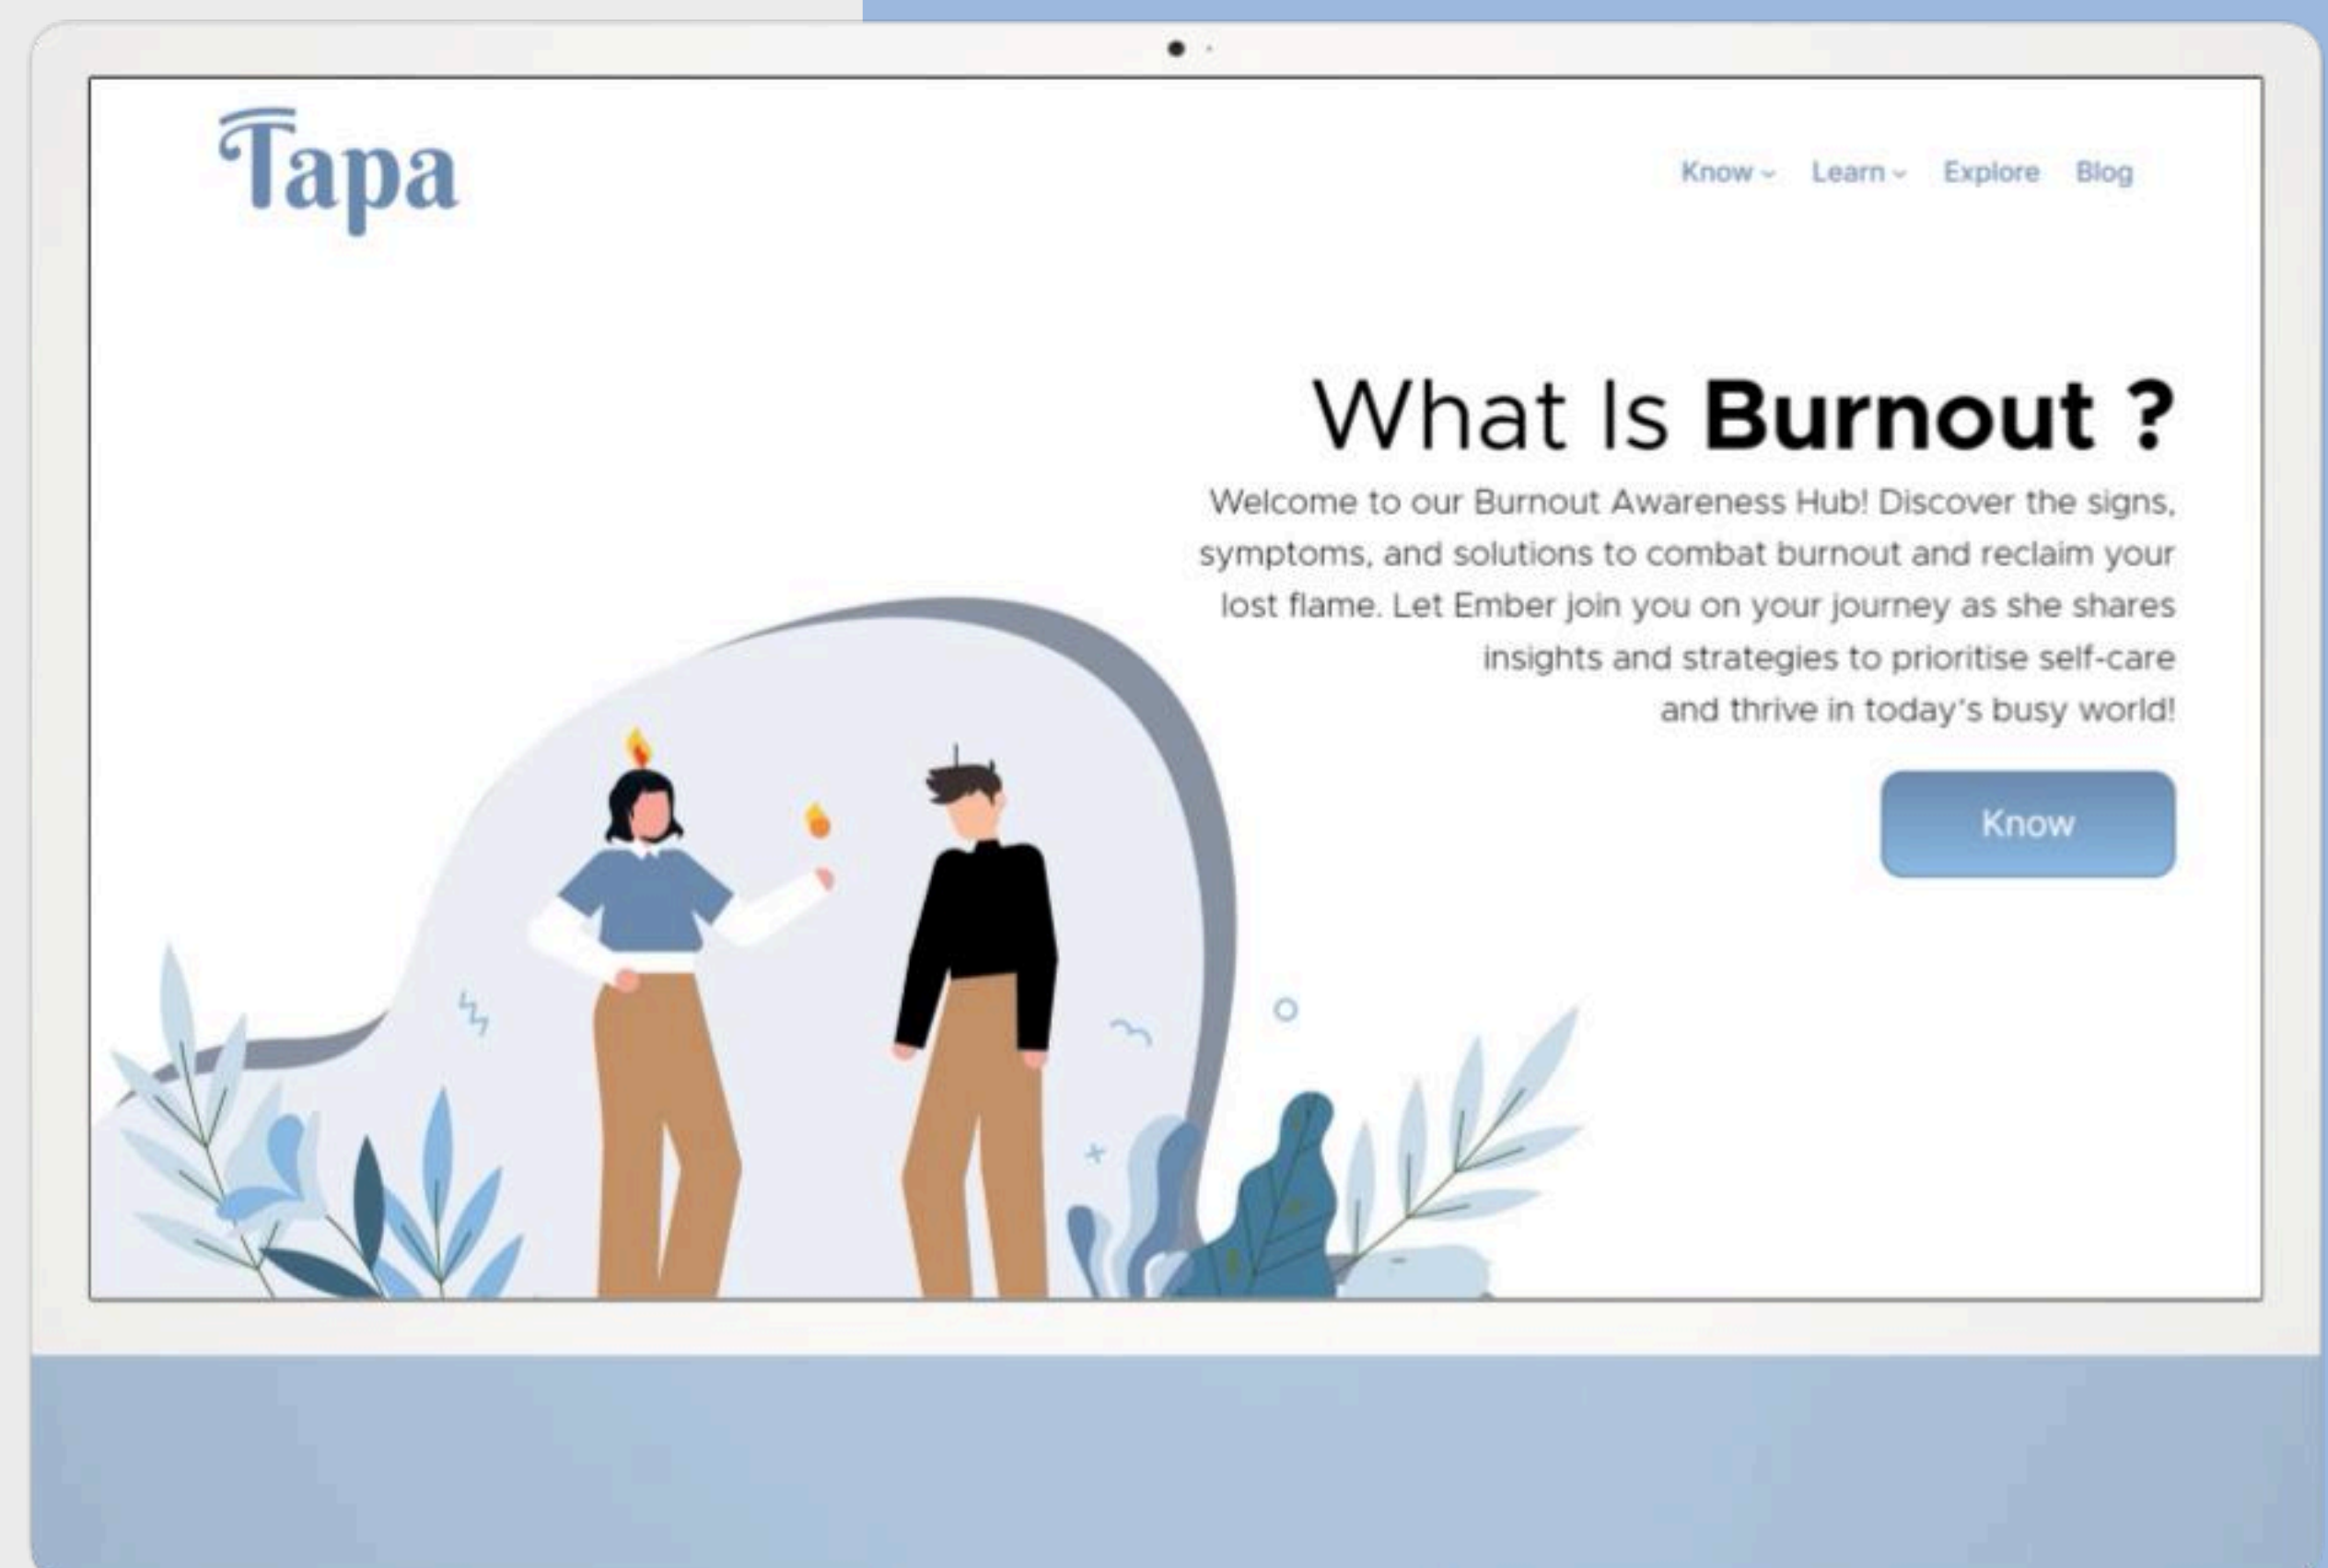 Tapa
Know Learn Explore Blog
What Is Burnout ?
Welcome to our Burnout Awareness Hub! Discover the signs,
symptoms, and solutions to combat burnout and reclaim your
lost flame. Let Ember join you on your journey as she shares
insights and strategies to prioritise self-care
and thrive in today's busy world!
Know